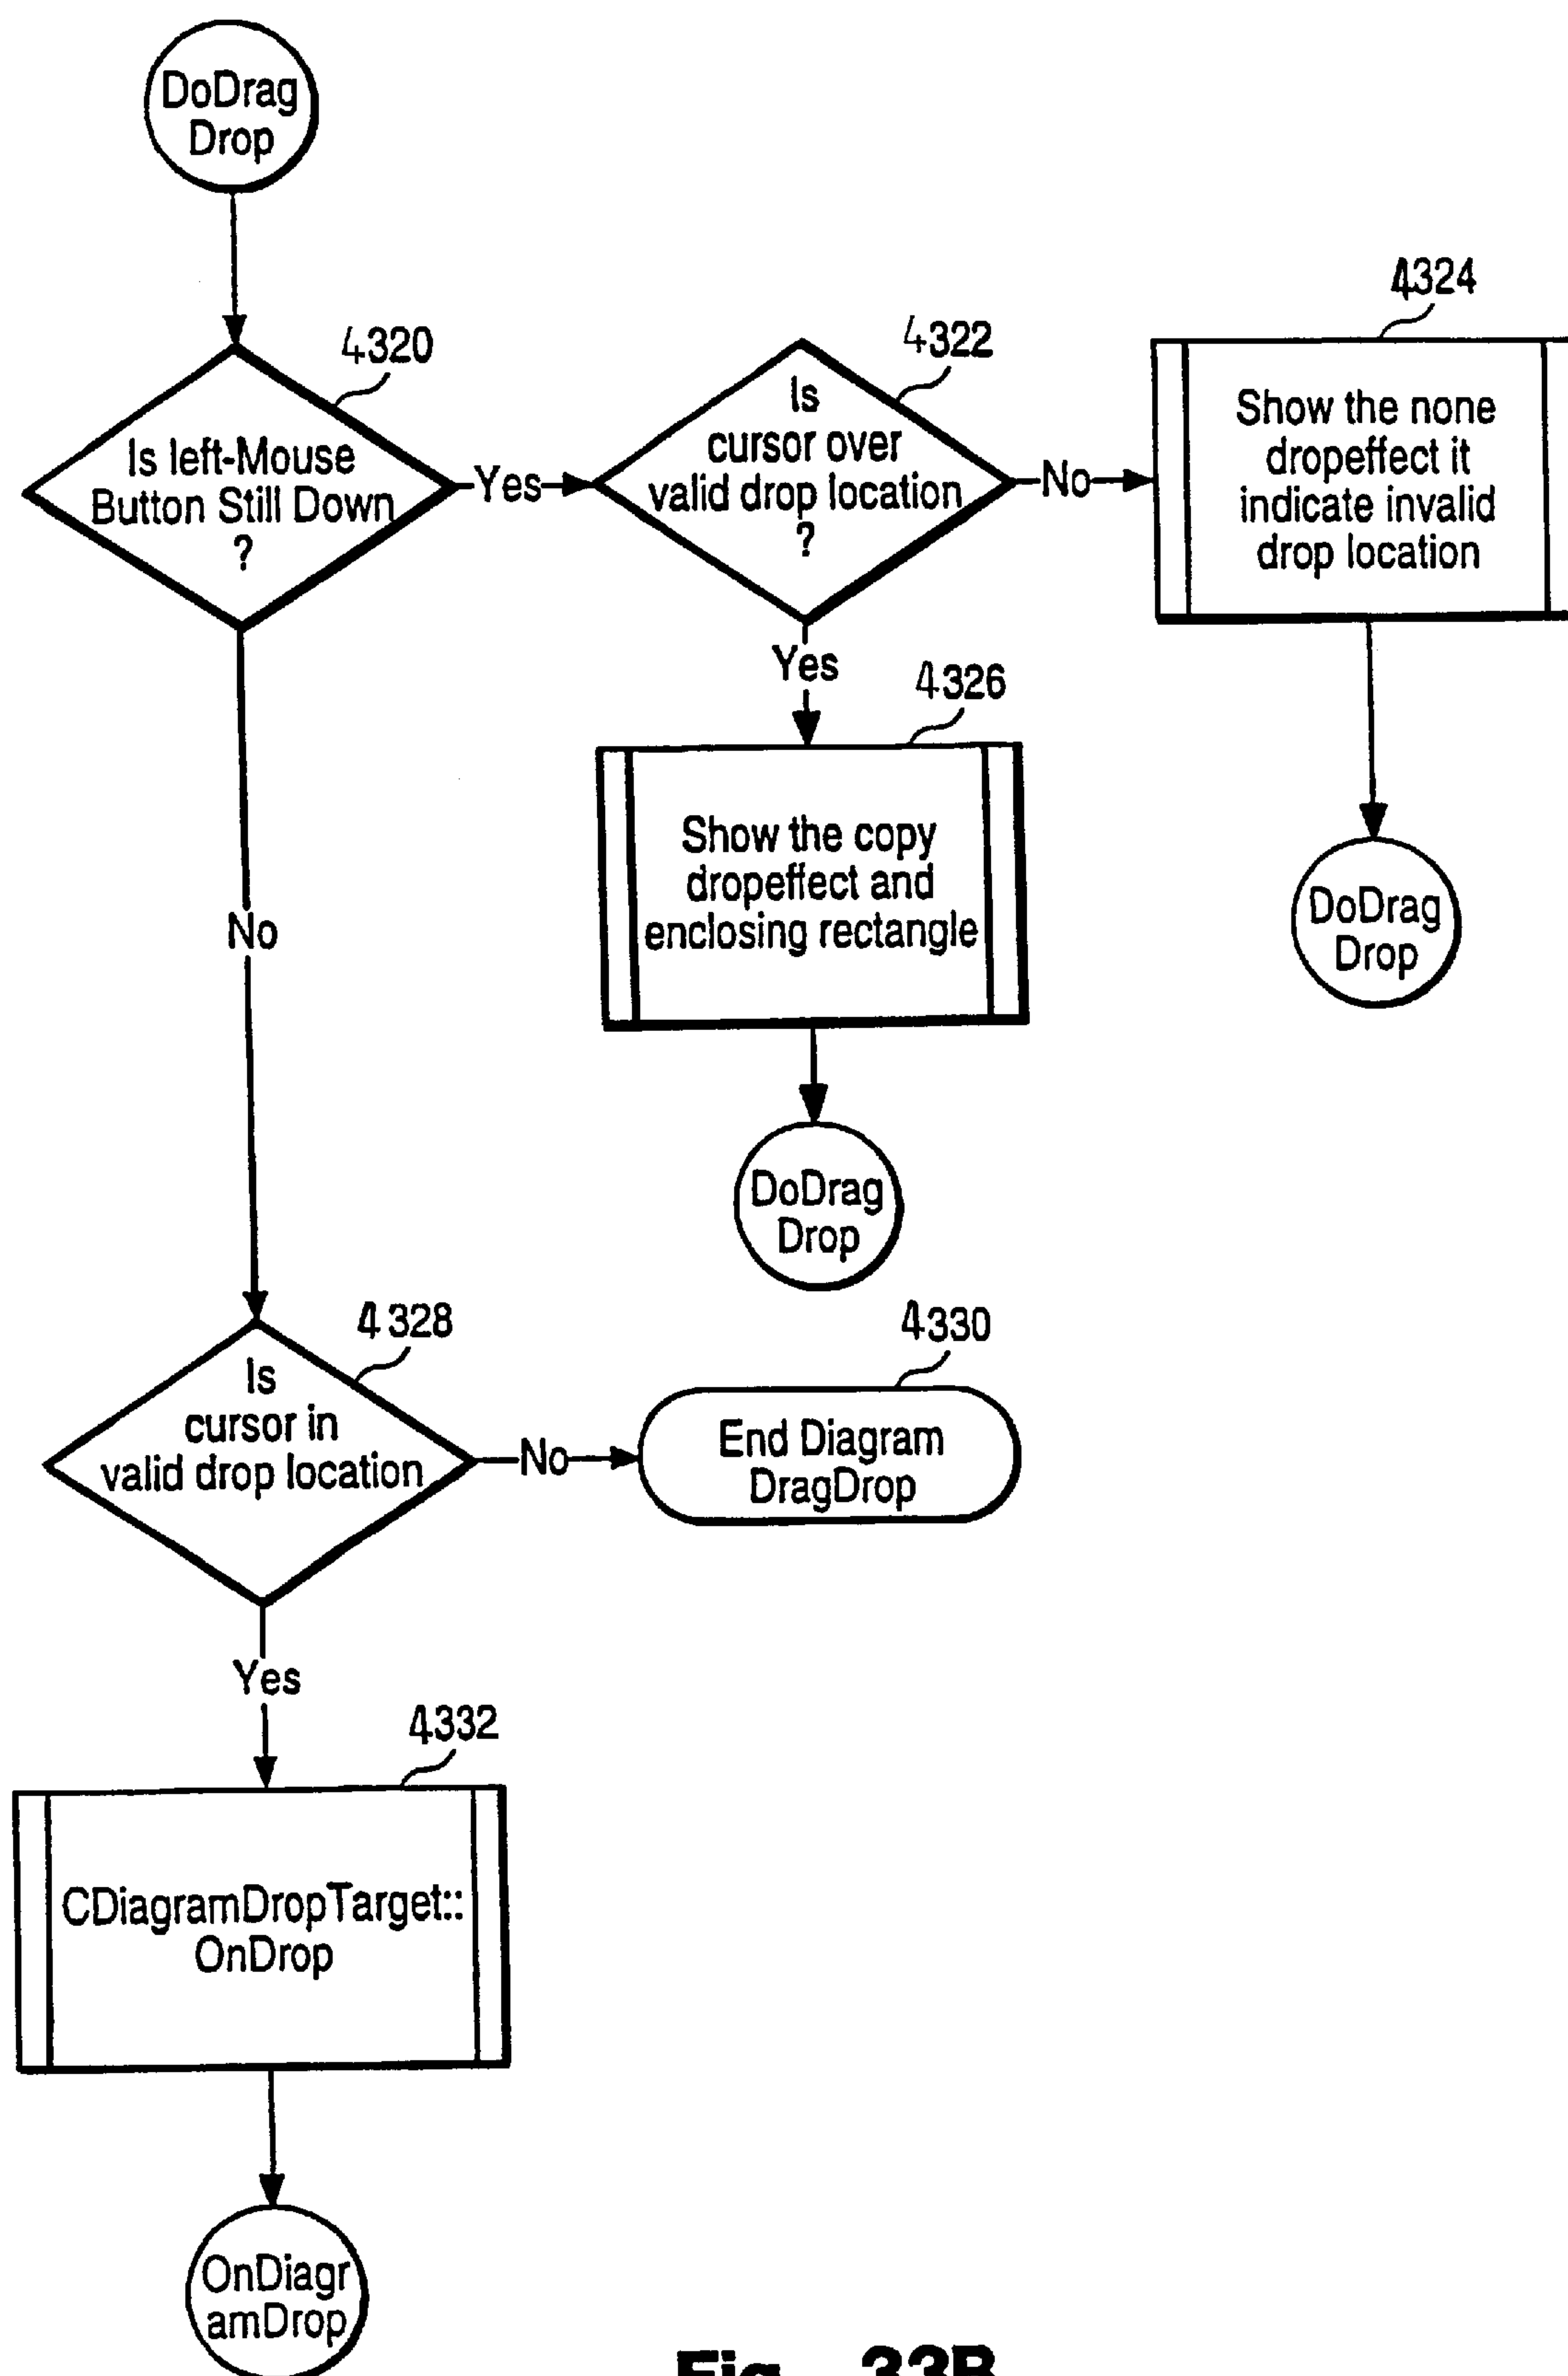 DoDrag
Drop
4320
Is left-Mouse
Button Still Down
?
Yes
4322
Is
cursor over
valid drop location
?
No
4324
Show the none
dropeffect it
indicate invalid
drop location
DoDrag
Drop
Yes
4326
Show the copy
dropeffect and
enclosing rectangle
DoDrag
Drop
No
4328
Is
cursor in
valid drop location
No
4330
End Diagram
DragDrop
Yes
4332
CDiagramDropTarget::
OnDrop
OnDiagr
amDrop
Fig. 33B